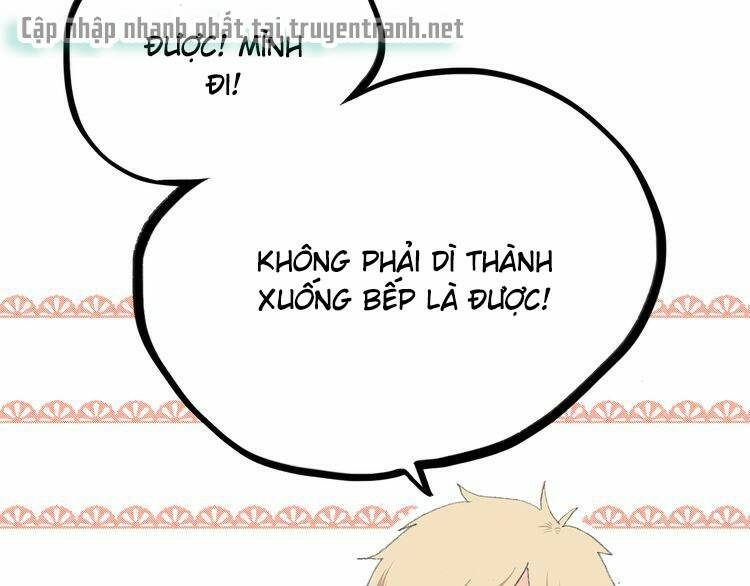 Cập nhập nhanh nhất tại truyentranh.net
ĐƯỢC! MÌNH
ĐI!
KHÔNG PHẢI DÌ THÀNH
XUỐNG BẾP LÀ ĐƯỢC!